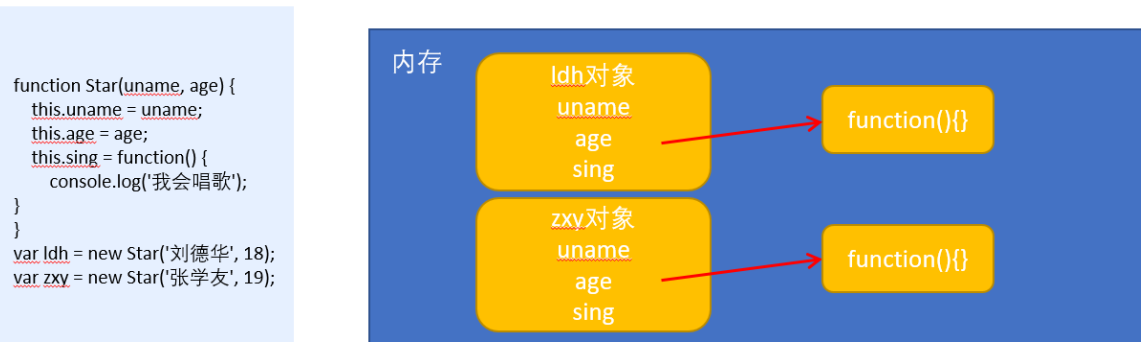 function Star(uname, age) {
this.uname = uname;
this.age = age;
this.sing = function() {
console.log('我会唱歌');
}
}
var ldh = new Star('刘德华', 18);
var zxy = new Star('张学友', 19);
内存
ldh对象
uname
age
sing
function(){}
zxy对象
uname
age
sing
function(){}